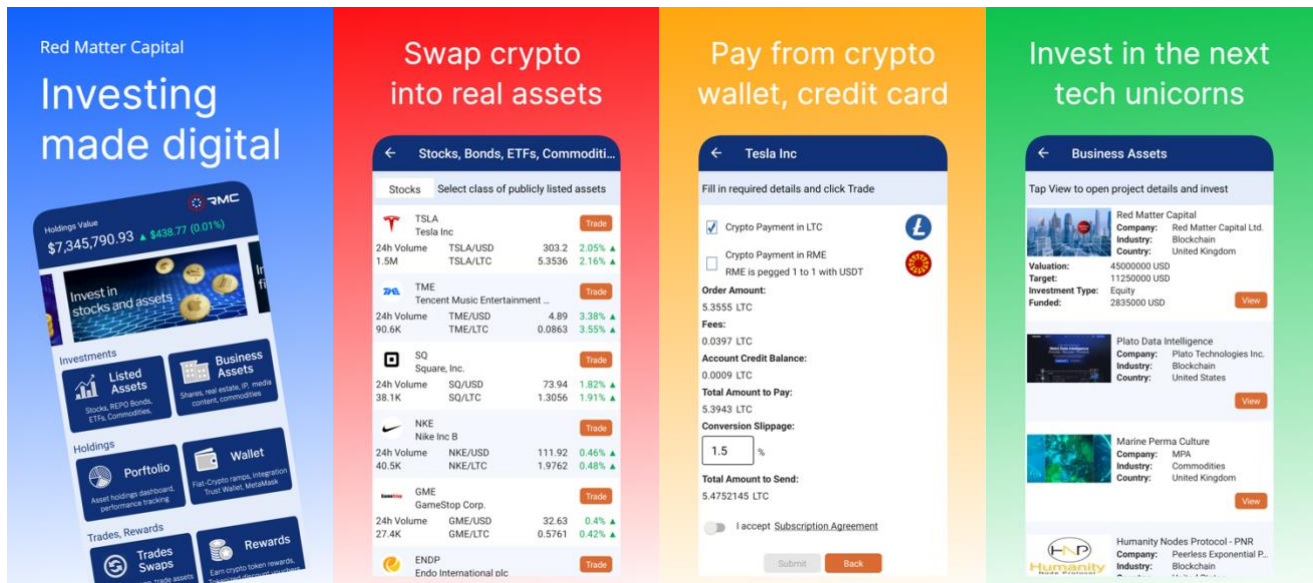 Red Matter Capital
Investing
made digital
RMC
Holdings Value
$7,345,790.93 ▲ $438.77 (0.01%)
Invest in
stocks and assets
Investments
Listed
Assets
Stocks, REPO Bonds,
ETFs, Commodities,
Business
Assets
Shares, real estate, IP, media
content, commodities
Holdings
Porftolio
Asset holdings dashboard,
performance tracking
Wallet
Fiat-Crypto ramps, integration
Trust Wallet, MetaMask
Trades, Rewards
Trades
Swaps
trade assets
Rewards
Earn crypto token rewards,
Tokenized discount vouchers
Swap crypto
into real assets
← Stocks, Bonds, ETFs, Commoditi...
Stocks Select class of publicly listed assets
TSLA Trade
Tesla Inc
24h Volume TSLA/USD 303.2 2.05% ▲
1.5M TSLA/LTC 5.3536 2.16% ▲
TME Trade
Tencent Music Entertainment ...
24h Volume TME/USD 4.89 3.38% ▲
90.6K TME/LTC 0.0863 3.55% ▲
SQ Trade
Square, Inc.
24h Volume SQ/USD 73.94 1.82% ▲
38.1K SQ/LTC 1.3056 1.91% ▲
NKE Trade
Nike Inc B
24h Volume NKE/USD 111.92 0.46% ▲
40.5K NKE/LTC 1.9762 0.48% ▲
GameStop GME Trade
GameStop Corp.
24h Volume GME/USD 32.63 0.4% ▲
27.4K GME/LTC 0.5761 0.42% ▲
ENDP Trade
Endo International plc
Pay from crypto
wallet, credit card
← Tesla Inc
Fill in required details and click Trade
Crypto Payment in LTC
Crypto Payment in RME
RME is pegged 1 to 1 with USDT
Order Amount:
5.3555 LTC
Fees:
0.0397 LTC
Account Credit Balance:
0.0009 LTC
Total Amount to Pay:
5.3943 LTC
Conversion Slippage:
1.5 %
Total Amount to Send:
5.4752145 LTC
I accept Subscription Agreement
Submit Back
Invest in the next
tech unicorns
← Business Assets
Tap View to open project details and invest
Red Matter Capital
Company: Red Matter Capital Ltd.
Industry: Blockchain
Country: United Kingdom
Valuation: 45000000 USD
Target: 11250000 USD
Investment Type: Equity
Funded: 2835000 USD
View
Plato Data Intelligence
Company: Plato Technologies Inc.
Industry: Blockchain
Country: United States
View
Marine Perma Culture
Company: MPA
Industry: Commodities
Country: United Kingdom
View
Humanity Nodes Protocol - PNR
Company: Peerless Exponential P...
Industry: Blockchain
HNP
Humanity
Node Protocol